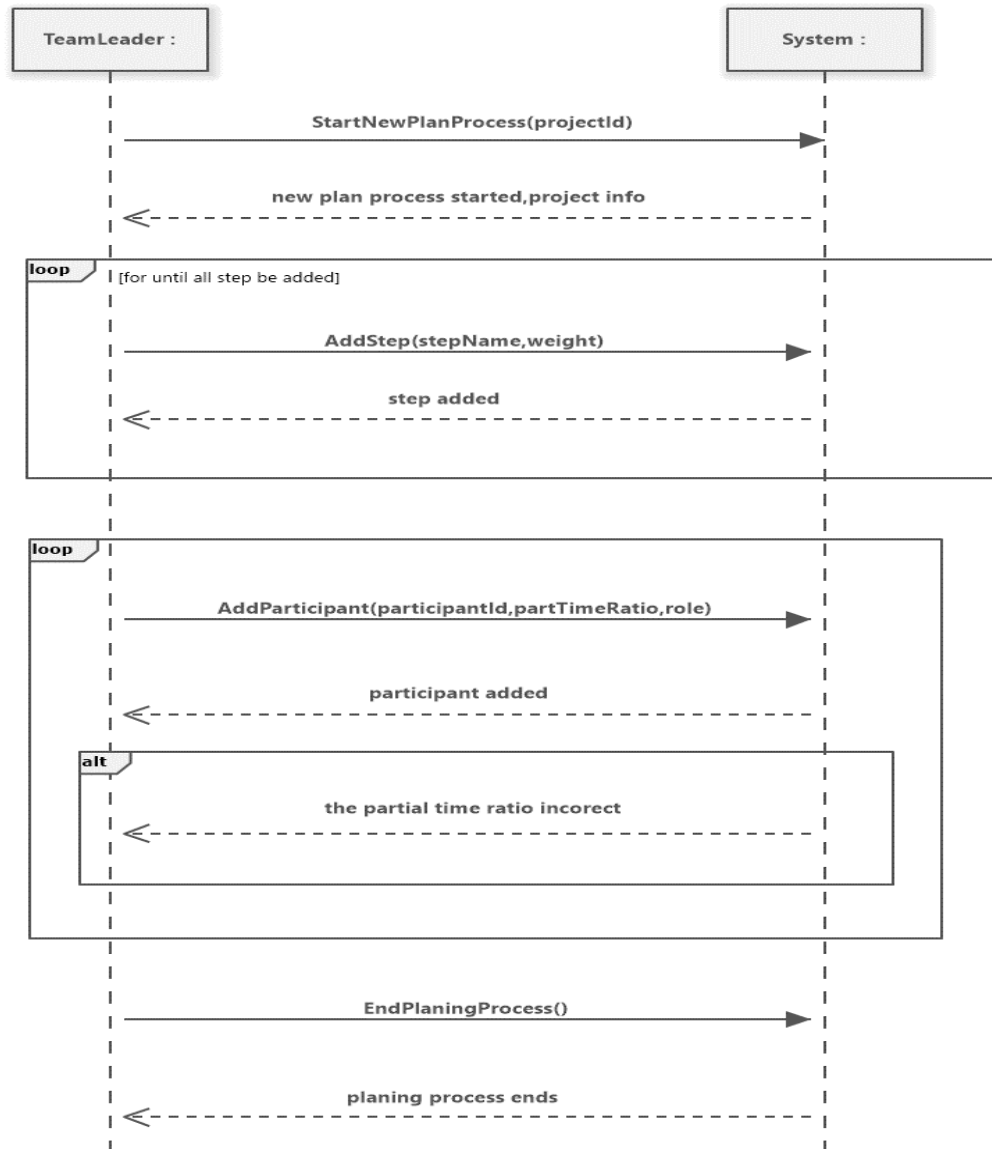 TeamLeader :
System :
StartNewPlanProcess(projectId)
new plan process started,project info
loop
[for until all step be added]
AddStep(stepName,weight)
step added
loop
AddParticipant(participantId,partTimeRatio,role)
participant added
alt
the partial time ratio incorect
EndPlaningProcess()
planing process ends